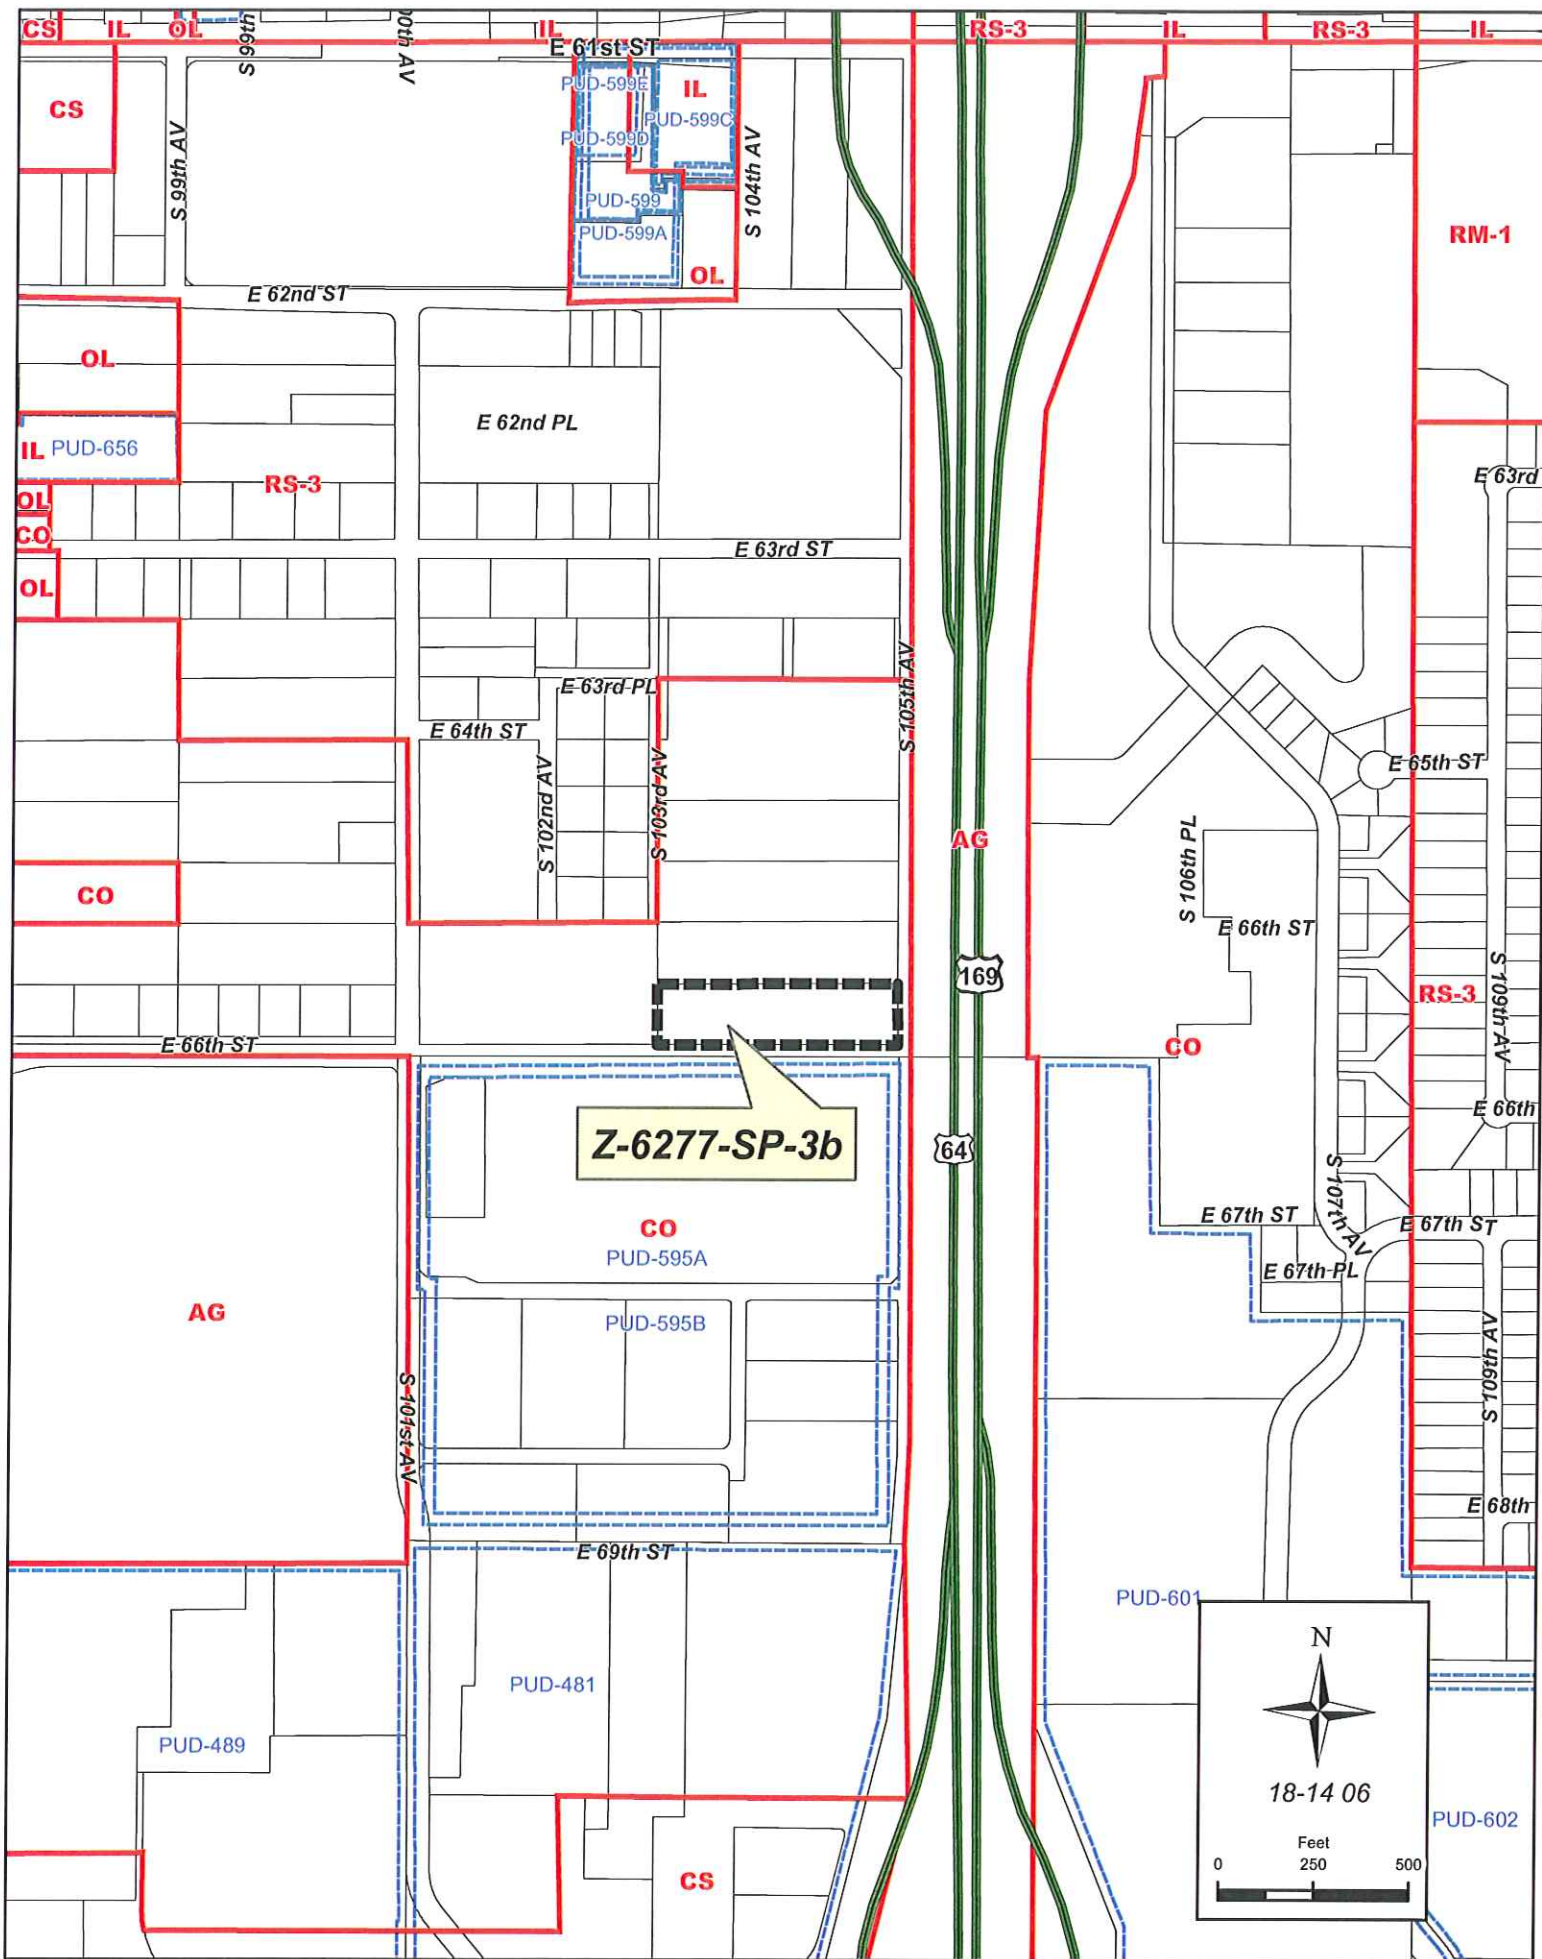 CS
IL
OL
S 99th
00th AV
IL
RS-3
IL
RS-3
IL
E 61st ST
CS
S 99th AV
PUD-599E
IL
PUD-599C
PUD-599D
PUD-599
PUD-599A
S 104th AV
OL
RM-1
E 62nd ST
OL
E 62nd PL
IL
PUD-656
RS-3
OL
CO
OL
E 63rd
E 63rd ST
E 63rd PL
S 105th AV
E 64th ST
S 102nd AV
S 103rd AV
E 65th ST
AG
S 106th PL
CO
E 66th ST
169
RS-3
S 109th AV
E 66th ST
CO
E 66th
Z-6277-SP-3b
64
S 107th AV
E 67th ST
E 67th ST
CO
PUD-595A
E 67th PL
AG
PUD-595B
S 109th AV
S 101st AV
E 68th
E 69th ST
PUD-601
PUD-481
PUD-489
N
18-14 06
Feet
0 250 500
PUD-602
CS